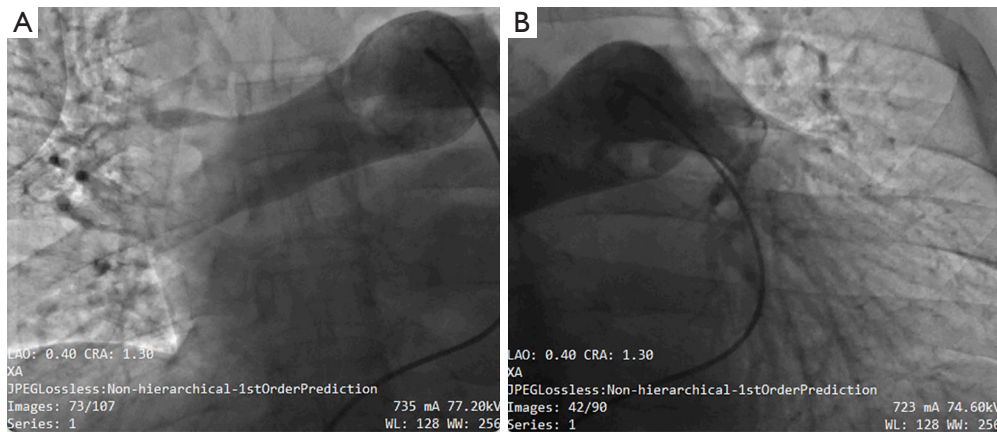 A
LAO: 0.40 CRA: 1.30
XA
JPEGLossless:Non-hierarchical-1stOrderPrediction
Images: 73/107
735 mA 77.20kV
Series: 1
WL: 128 WW: 256
B
LAO: 0.40 CRA: 1.30
XA
JPEGLossless:Non-hierarchical-1stOrderPrediction
Images: 42/90
723 mA 74.60kV
Series: 1
WL: 128 WW: 256